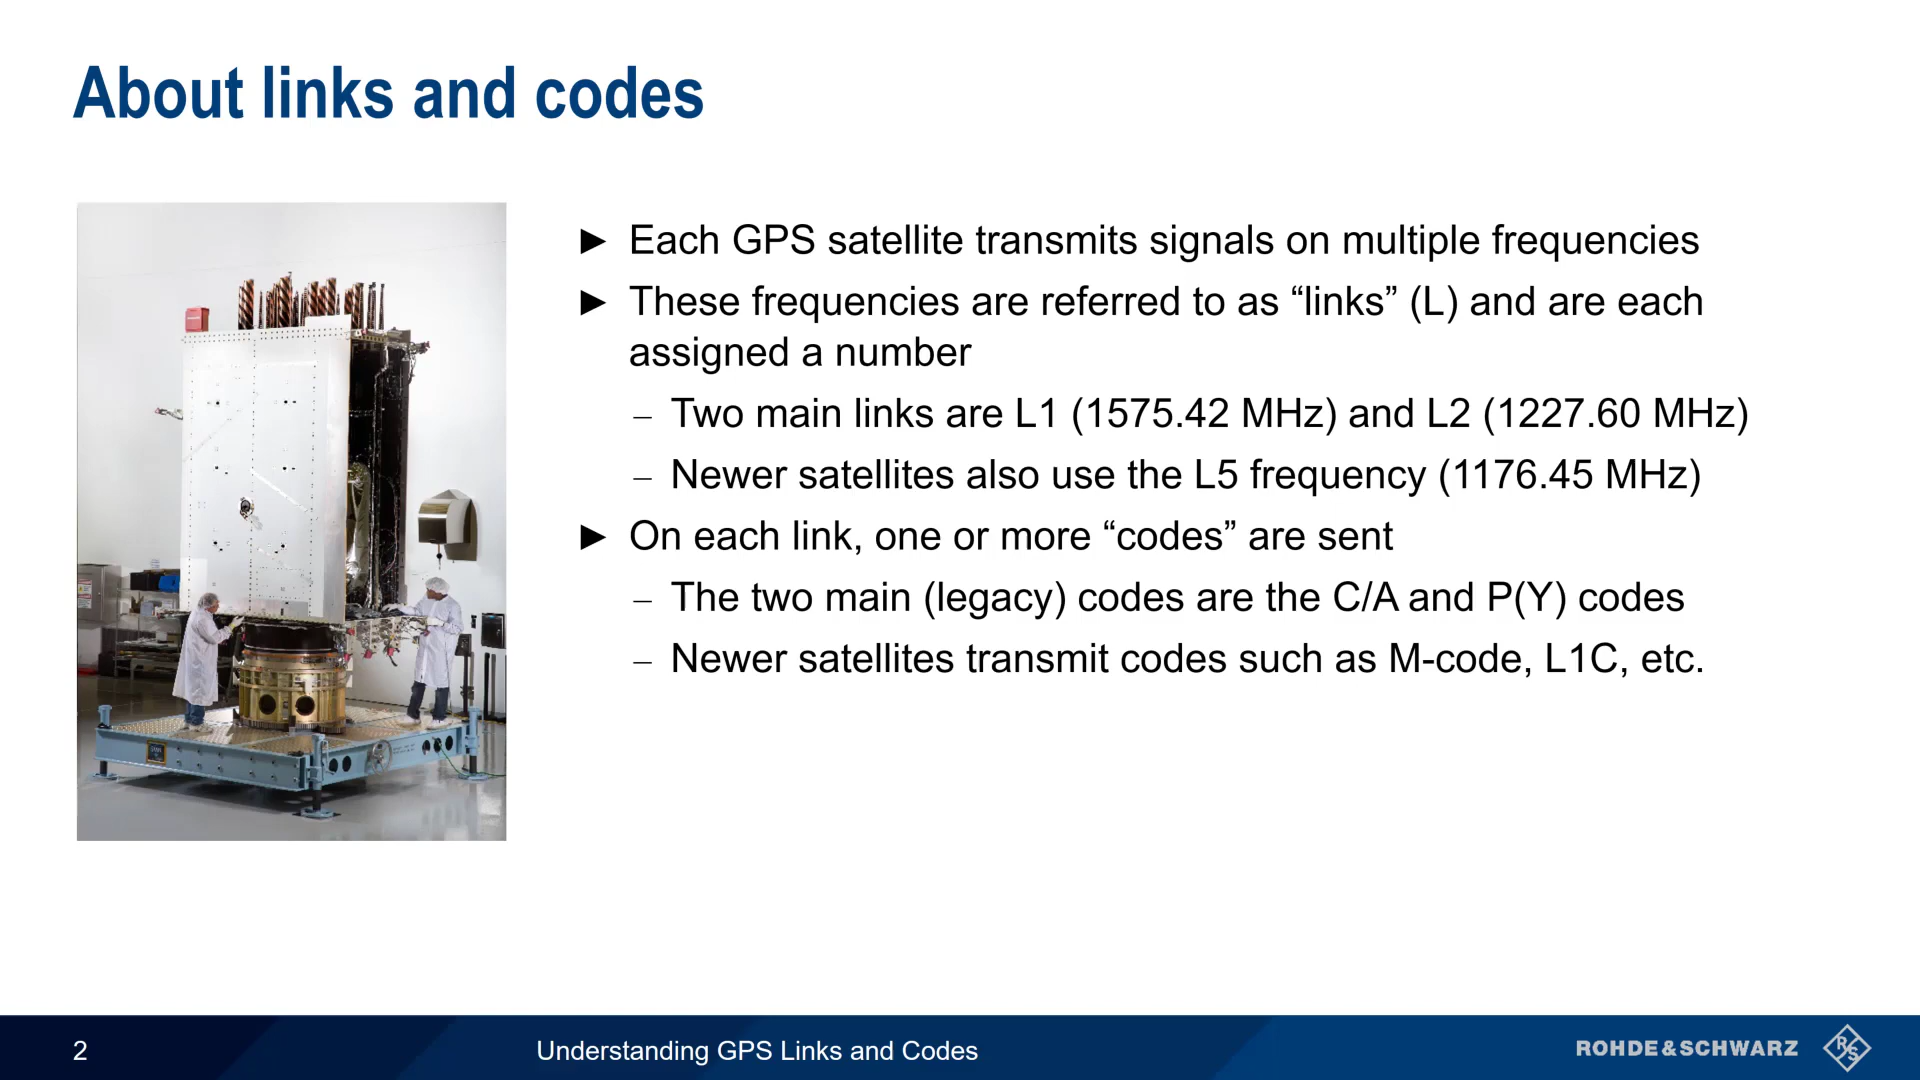 About links and codes
► Each GPS satellite transmits signals on multiple frequencies
► These frequencies are referred to as “links” (L) and are each
assigned a number
– Two main links are L1 (1575.42 MHz) and L2 (1227.60 MHz)
– Newer satellites also use the L5 frequency (1176.45 MHz)
► On each link, one or more “codes” are sent
– The two main (legacy) codes are the C/A and P(Y) codes
– Newer satellites transmit codes such as M-code, L1C, etc.
2
Understanding GPS Links and Codes
ROHDE&SCHWARZ
R&S